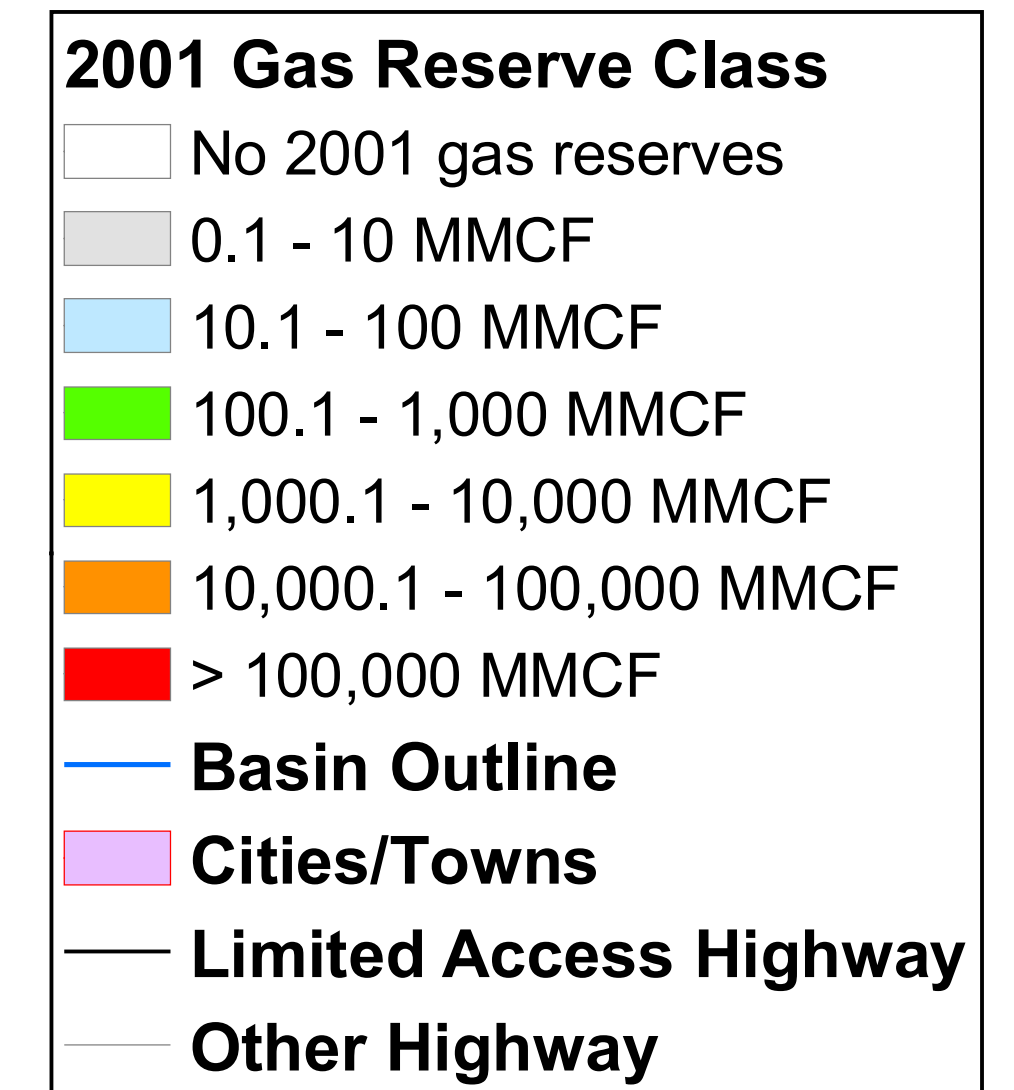 2001 Gas Reserve Class
No 2001 gas reserves
0.1 - 10 MMCF
10.1 - 100 MMCF
100.1 - 1,000 MMCF
1,000.1 - 10,000 MMCF
10,000.1 - 100,000 MMCF
> 100,000 MMCF
Basin Outline
Cities/Towns
Limited Access Highway
Other Highway